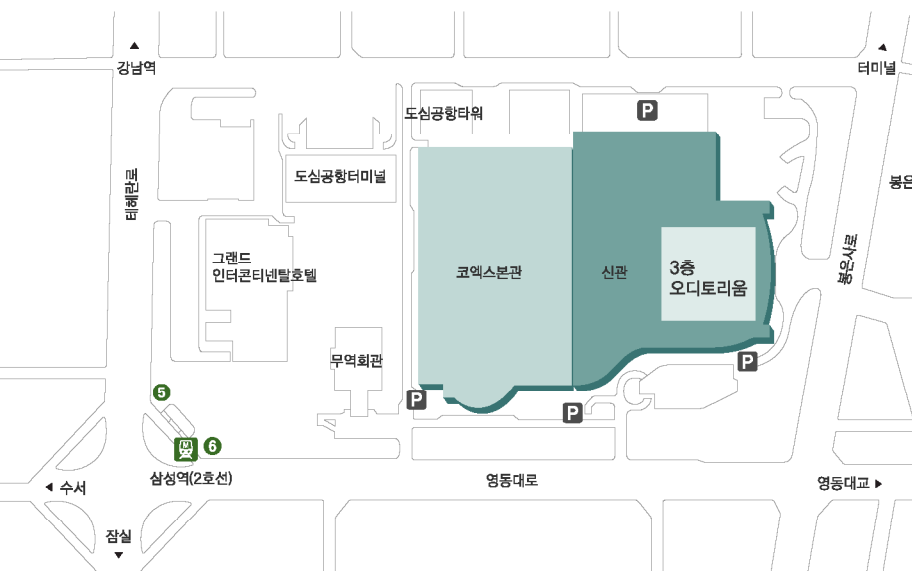 강남역
터미널
P
도심공항타워
도심공항터미널
테헤란로
봉은
봉은사로
그랜드
인터콘티넨탈호텔
코엑스본관
신관
3층
오디토리움
무역회관
P
P
P
5
6
M
삼성역(2호선)
영동대로
수서
영동대교
잠실